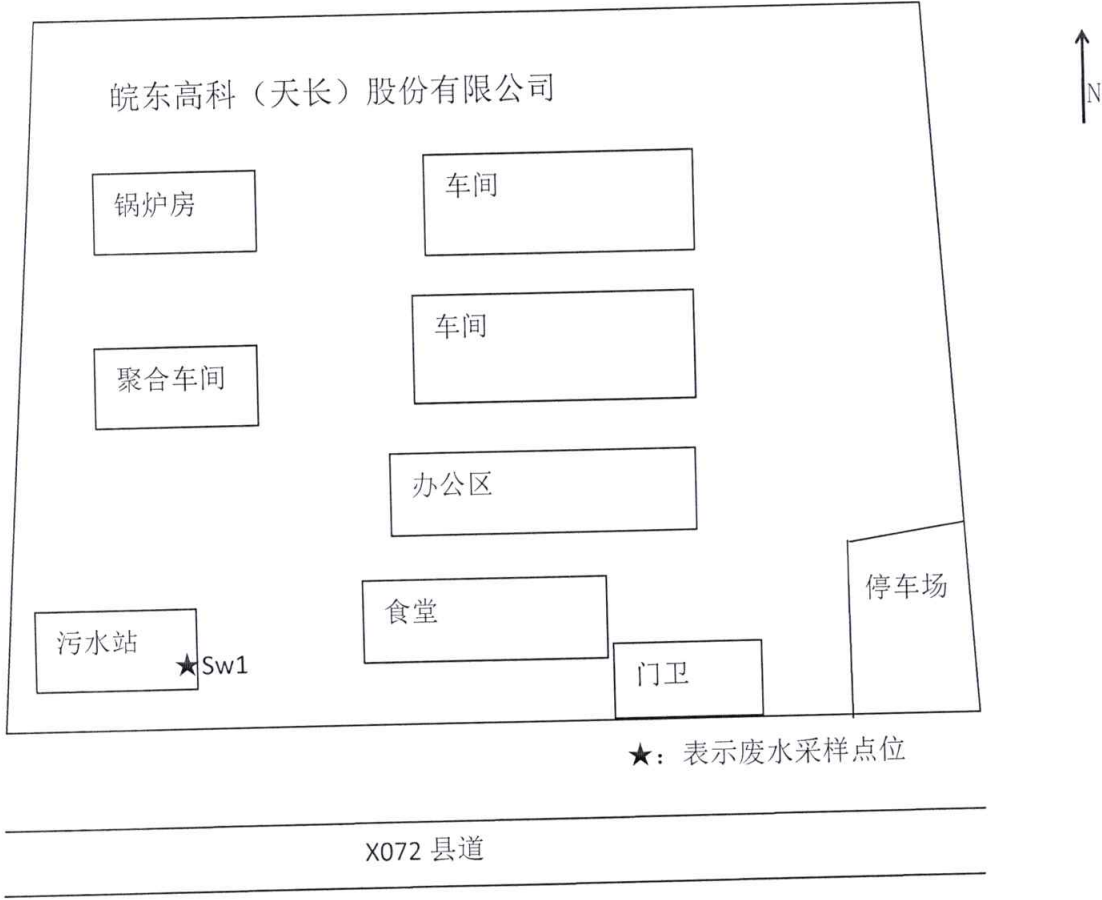 皖东高科（天长）股份有限公司
N
锅炉房
车间
车间
聚合车间
办公区
食堂
停车场
污水站
★Sw1
门卫
★：表示废水采样点位
X072 县道